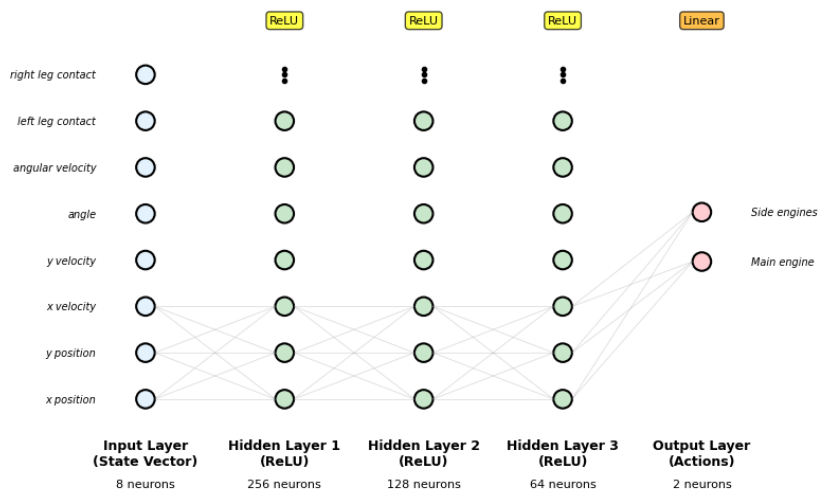 ReLU
ReLU
ReLU
Linear
right leg contact
left leg contact
angular velocity
angle
y velocity
x velocity
y position
x position
Side engines
Main engine
Input Layer
(State Vector)
8 neurons
Hidden Layer 1
(ReLU)
256 neurons
Hidden Layer 2
(ReLU)
128 neurons
Hidden Layer 3
(ReLU)
64 neurons
Output Layer
(Actions)
2 neurons